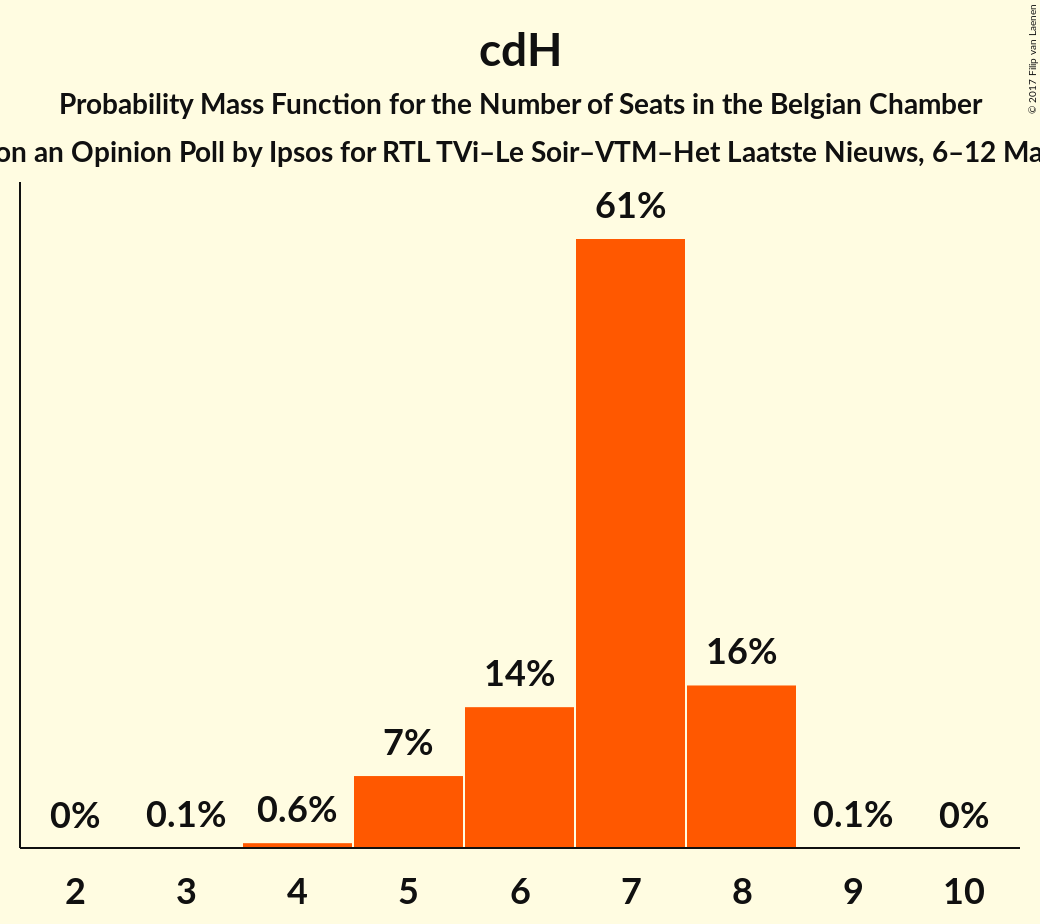 cdH
Probability Mass Function for the Number of Seats in the Belgian Chamber
on an Opinion Poll by Ipsos for RTL TVi–Le Soir–VTM–Het Laatste Nieuws, 6–12 Ma
© 2017 Filip van Laenen
61%
16%
14%
7%
0% 0.1% 0.6% 0.1% 0%
2 3 4 5 6 7 8 9 10